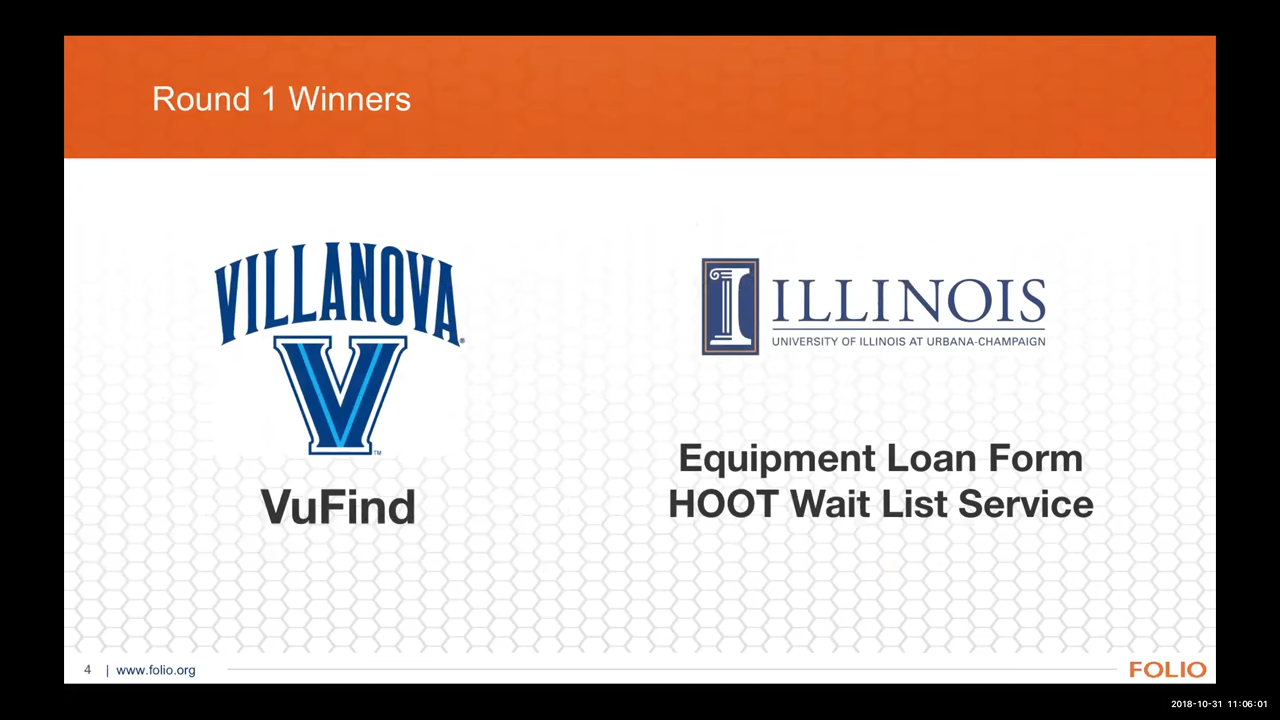 Round 1 Winners
VILLANOVA
V
VuFind
I ILLINOIS
UNIVERSITY OF ILLINOIS AT URBANA-CHAMPAIGN
Equipment Loan Form
HOOT Wait List Service
4 | www.folio.org
FOLIO
2018-10-31 11:06:01